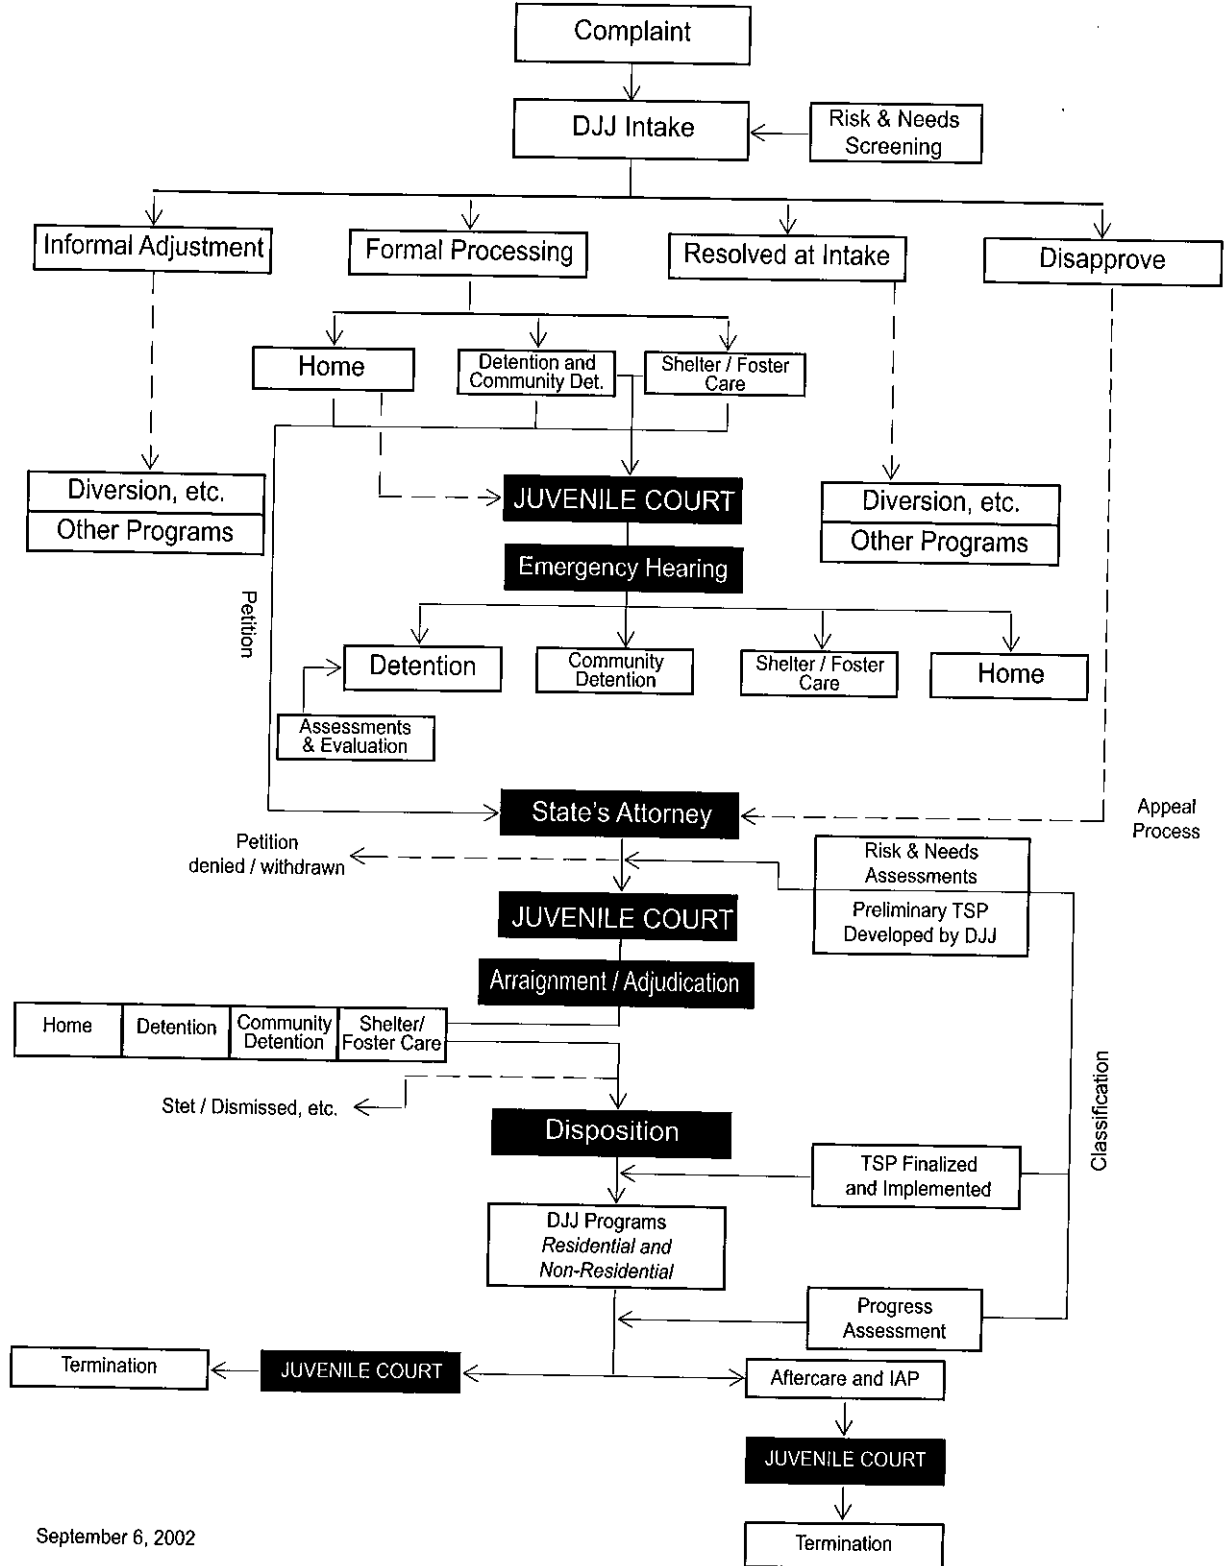 Complaint
DJJ Intake
Risk & Needs
Screening
Informal Adjustment
Formal Processing
Resolved at Intake
Disapprove
Home
Detention and
Community Det.
Shelter / Foster
Care
Diversion, etc.
Other Programs
JUVENILE COURT
Diversion, etc.
Other Programs
Emergency Hearing
Petition
Detention
Community
Detention
Shelter / Foster
Care
Home
Assessments
& Evaluation
State's Attorney
Appeal
Process
Petition
denied / withdrawn
Risk & Needs
Assessments
Preliminary TSP
Developed by DJJ
JUVENILE COURT
Arraignment / Adjudication
Home
Detention
Community
Detention
Shelter/
Foster Care
Classification
Stet / Dismissed, etc.
Disposition
TSP Finalized
and Implemented
DJJ Programs
Residential and
Non-Residential
Progress
Assessment
Termination
JUVENILE COURT
Aftercare and IAP
JUVENILE COURT
Termination
September 6, 2002